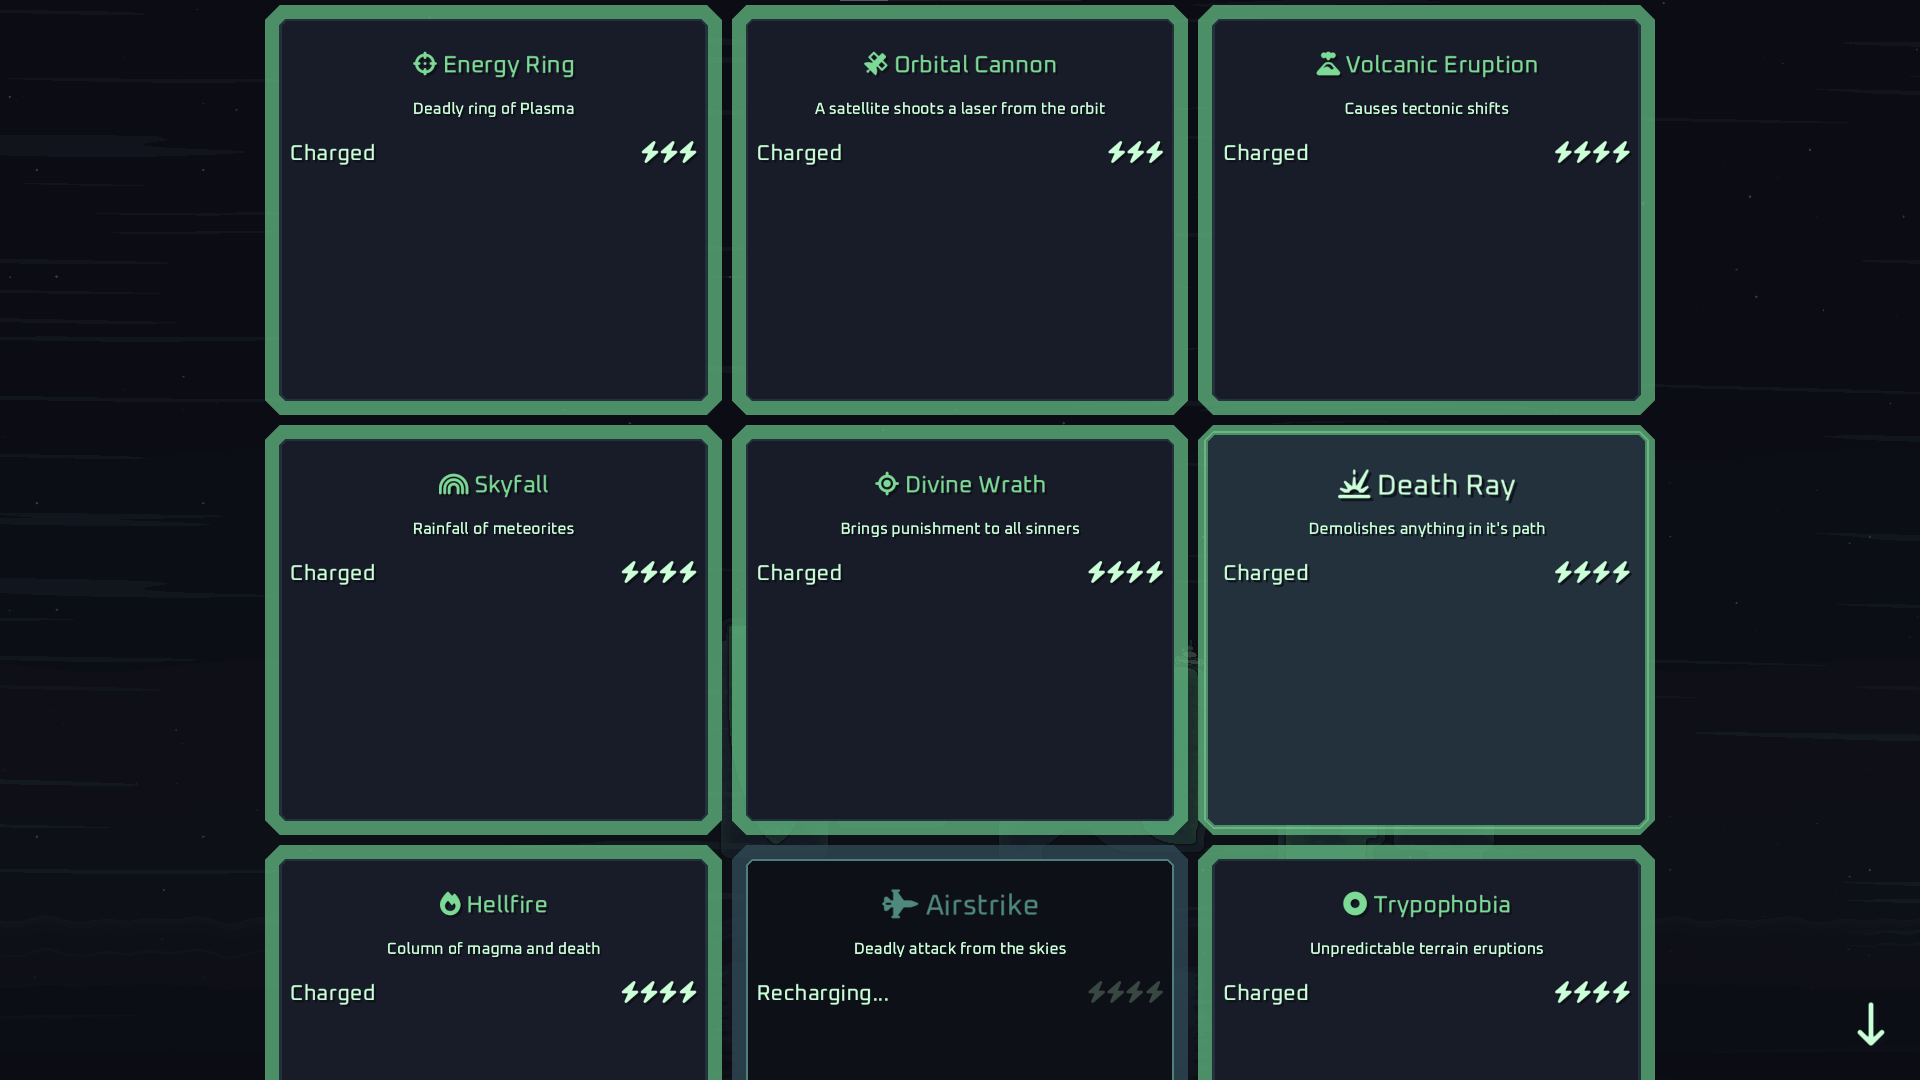 Energy Ring
Deadly ring of Plasma
Charged
Orbital Cannon
A satellite shoots a laser from the orbit
Charged
Volcanic Eruption
Causes tectonic shifts
Charged
Skyfall
Rainfall of meteorites
Charged
Divine Wrath
Brings punishment to all sinners
Charged
Death Ray
Demolishes anything in it's path
Charged
Hellfire
Column of magma and death
Charged
Airstrike
Deadly attack from the skies
Recharging...
Trypophobia
Unpredictable terrain eruptions
Charged